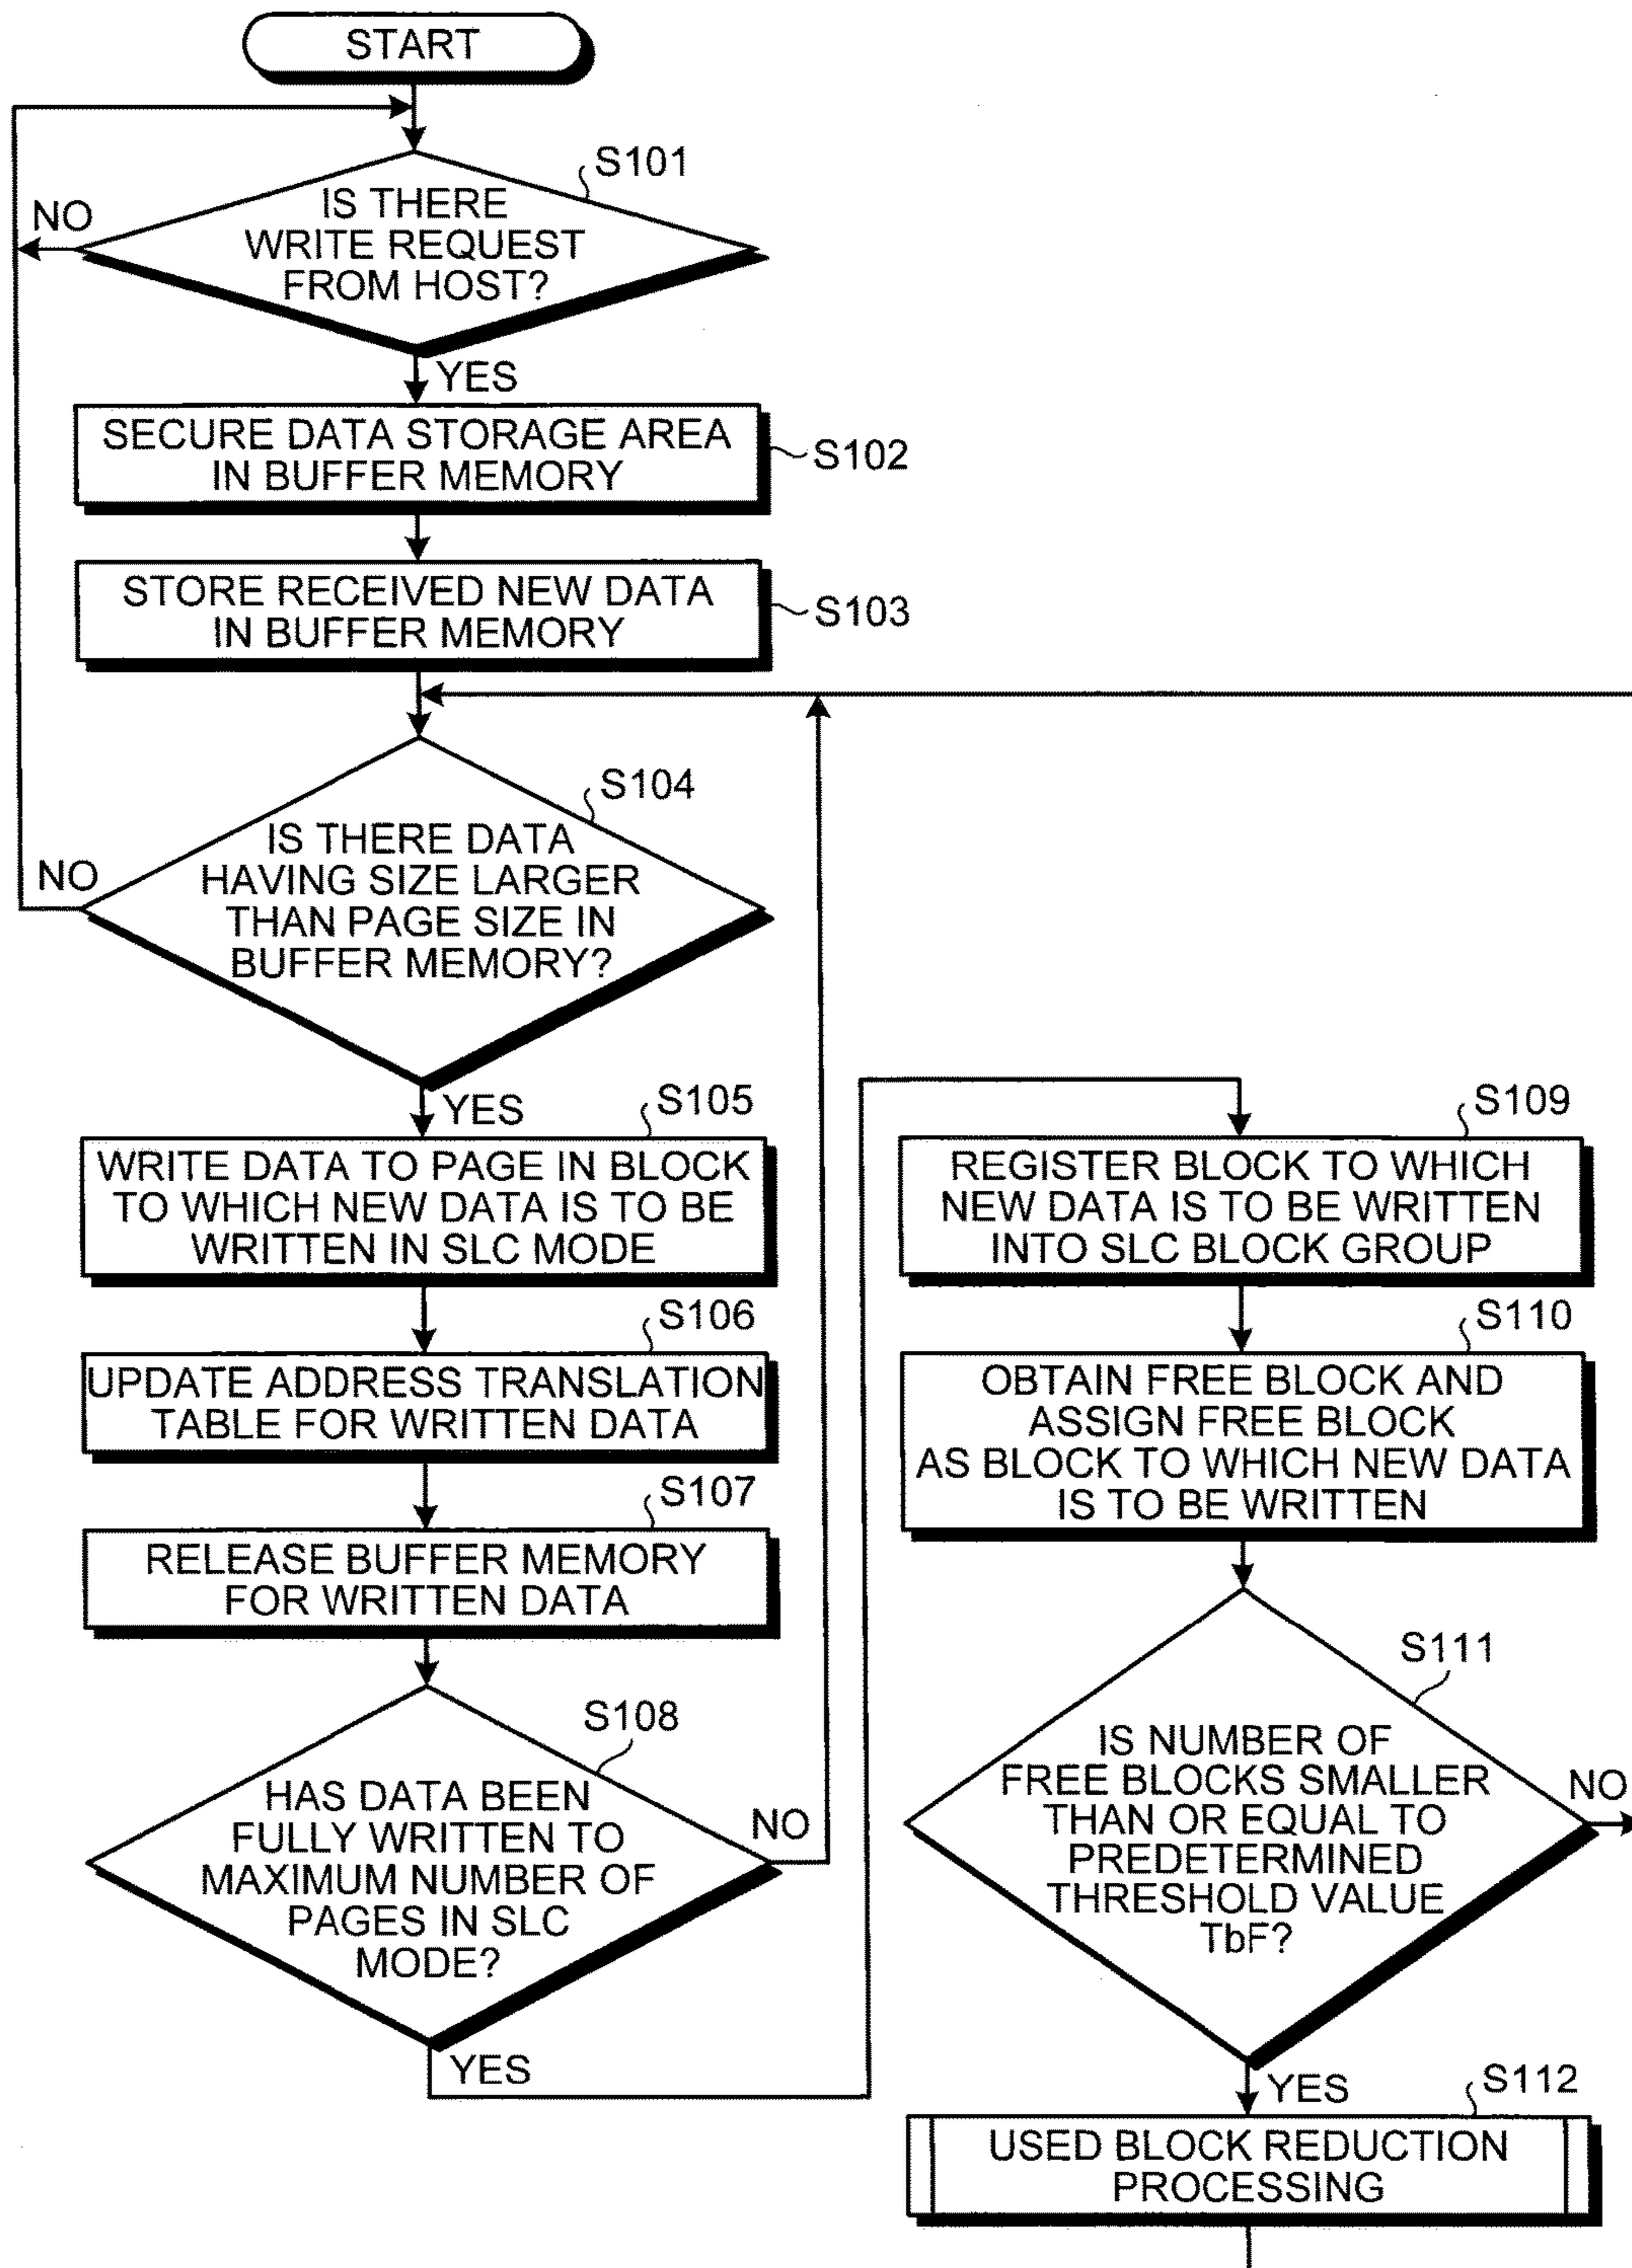 START
S101
NO
IS THERE
WRITE REQUEST
FROM HOST?
YES
SECURE DATA STORAGE AREA
IN BUFFER MEMORY
S102
STORE RECEIVED NEW DATA
IN BUFFER MEMORY
S103
S104
NO
IS THERE DATA
HAVING SIZE LARGER
THAN PAGE SIZE IN
BUFFER MEMORY?
YES
S105
WRITE DATA TO PAGE IN BLOCK
TO WHICH NEW DATA IS TO BE
WRITTEN IN SLC MODE
S106
UPDATE ADDRESS TRANSLATION
TABLE FOR WRITTEN DATA
S107
RELEASE BUFFER MEMORY
FOR WRITTEN DATA
S108
HAS DATA BEEN
FULLY WRITTEN TO
MAXIMUM NUMBER OF
PAGES IN SLC
MODE?
NO
YES
S109
REGISTER BLOCK TO WHICH
NEW DATA IS TO BE WRITTEN
INTO SLC BLOCK GROUP
S110
OBTAIN FREE BLOCK AND
ASSIGN FREE BLOCK
AS BLOCK TO WHICH NEW DATA
IS TO BE WRITTEN
S111
IS NUMBER OF
FREE BLOCKS SMALLER
THAN OR EQUAL TO
PREDETERMINED
THRESHOLD VALUE
TbF?
NO
YES
S112
USED BLOCK REDUCTION
PROCESSING